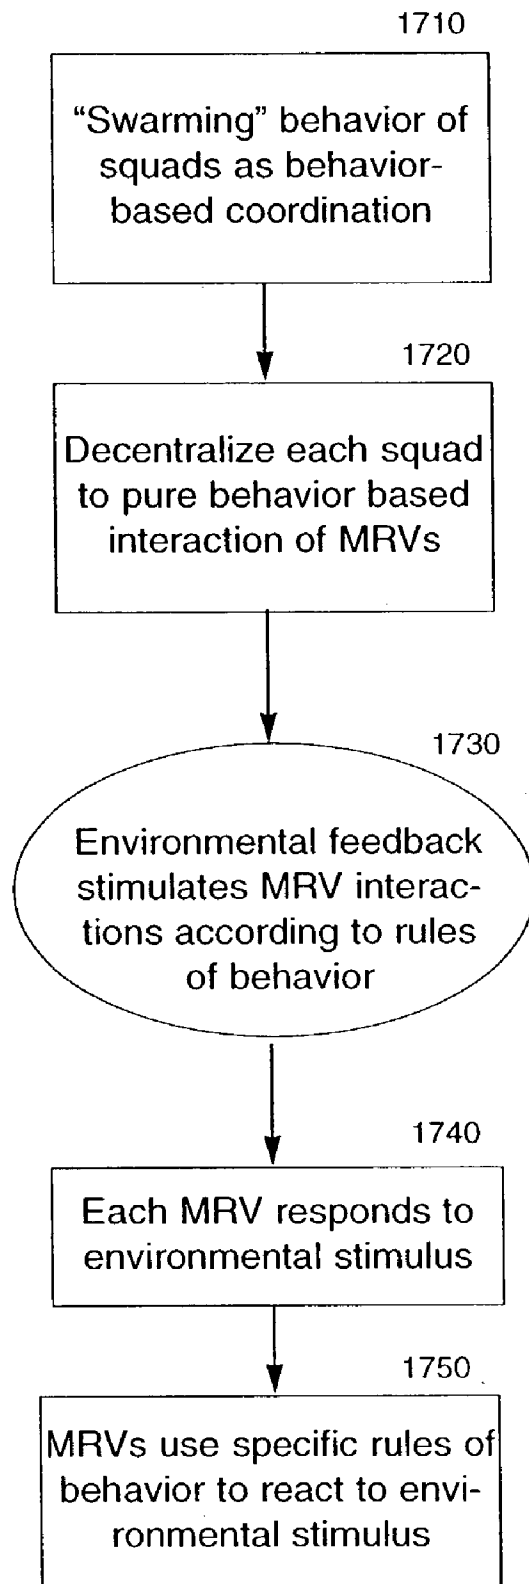 1710
“Swarming” behavior of
squads as behavior-
based coordination
1720
Decentralize each squad
to pure behavior based
interaction of MRVs
1730
Environmental feedback
stimulates MRV interac-
tions according to rules
of behavior
1740
Each MRV responds to
environmental stimulus
1750
MRVs use specific rules of
behavior to react to envi-
ronmental stimulus